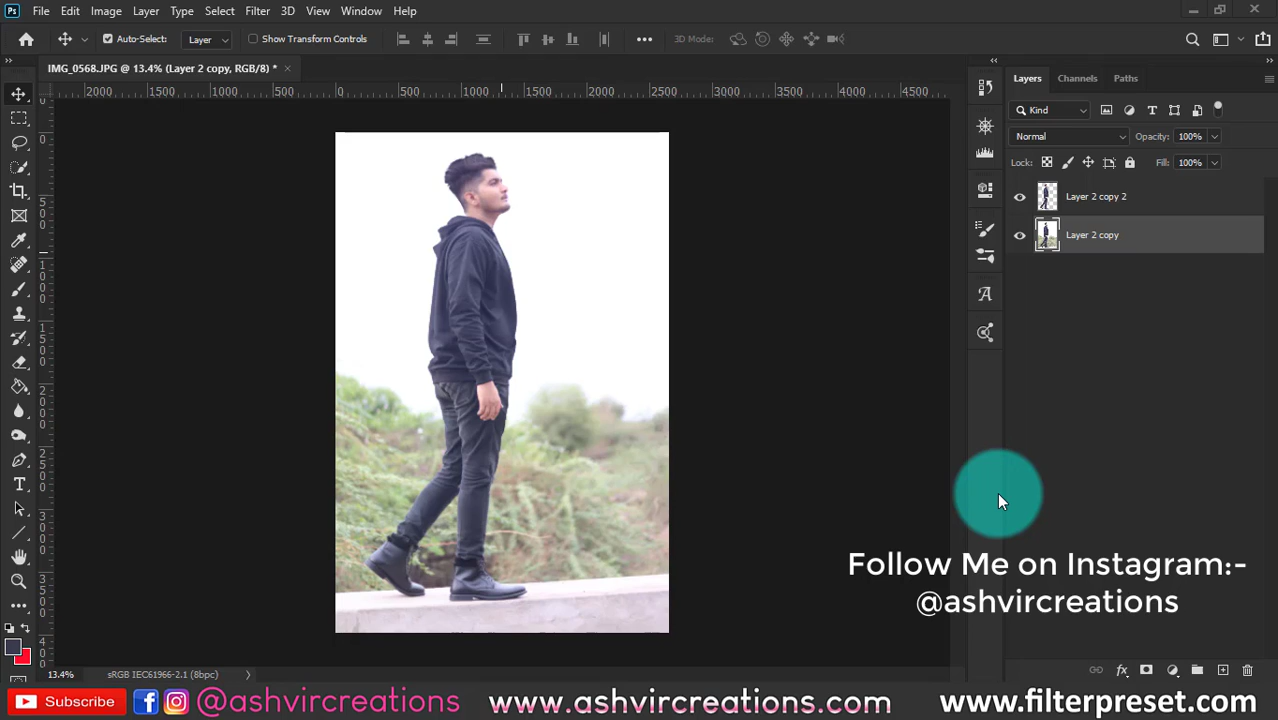 Ps File Edit Image Layer Type Select Filter 3D View Window Help
Auto-Select: Layer Show Transform Controls 3D Mode:
IMG_0568.JPG @ 13.4% (Layer 2 copy, RGB/8) *
2000 1500 1000 500 0 500 1000 1500 2000 2500 3000 3500 4000 4500
Layers Channels Paths
Kind
Normal Opacity: 100%
Lock: Fill: 100%
Layer 2 copy 2
Layer 2 copy
Follow Me on Instagram:-
@ashvircreations
13.4% sRGB IEC61966-2.1 (8bpc)
Subscribe @ashvircreations www.ashvircreations.com www.filterpreset.com